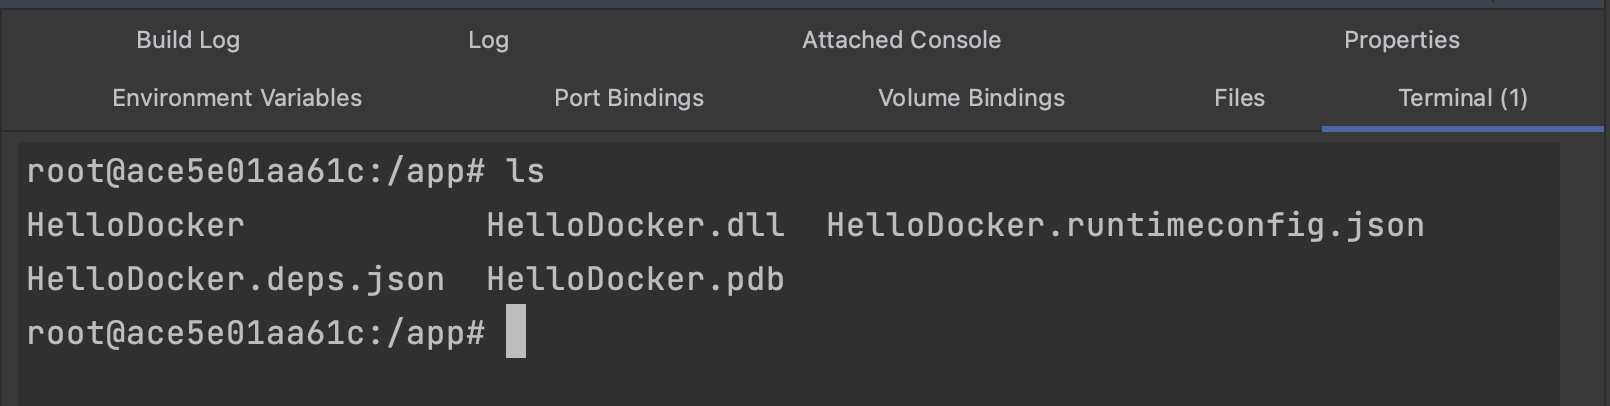 Build Log Log Attached Console Properties
Environment Variables Port Bindings Volume Bindings Files Terminal (1)
root@ace5e01aa61c:/app# ls
HelloDocker HelloDocker.dll HelloDocker.runtimeconfig.json
HelloDocker.deps.json HelloDocker.pdb
root@ace5e01aa61c:/app#